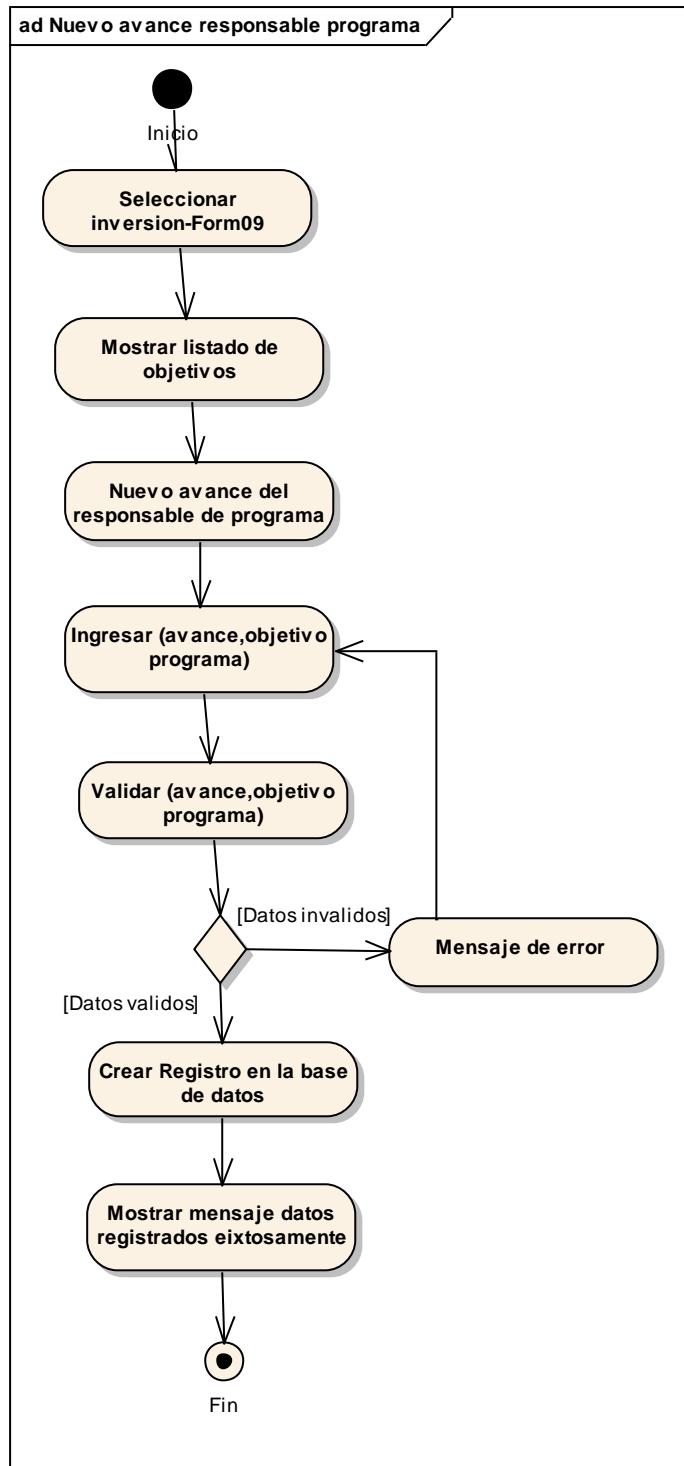 ad Nuevo avance responsable programa
Inicio
Seleccionar
inversion-Form09
Mostrar listado de
objetivos
Nuevo avance del
responsable de programa
Ingresar (avance,objetivo
programa)
Validar (avance,objetivo
programa)
[Datos invalidos]
Mensaje de error
[Datos validos]
Crear Registro en la base
de datos
Mostrar mensaje datos
registrados eixtosamente
Fin